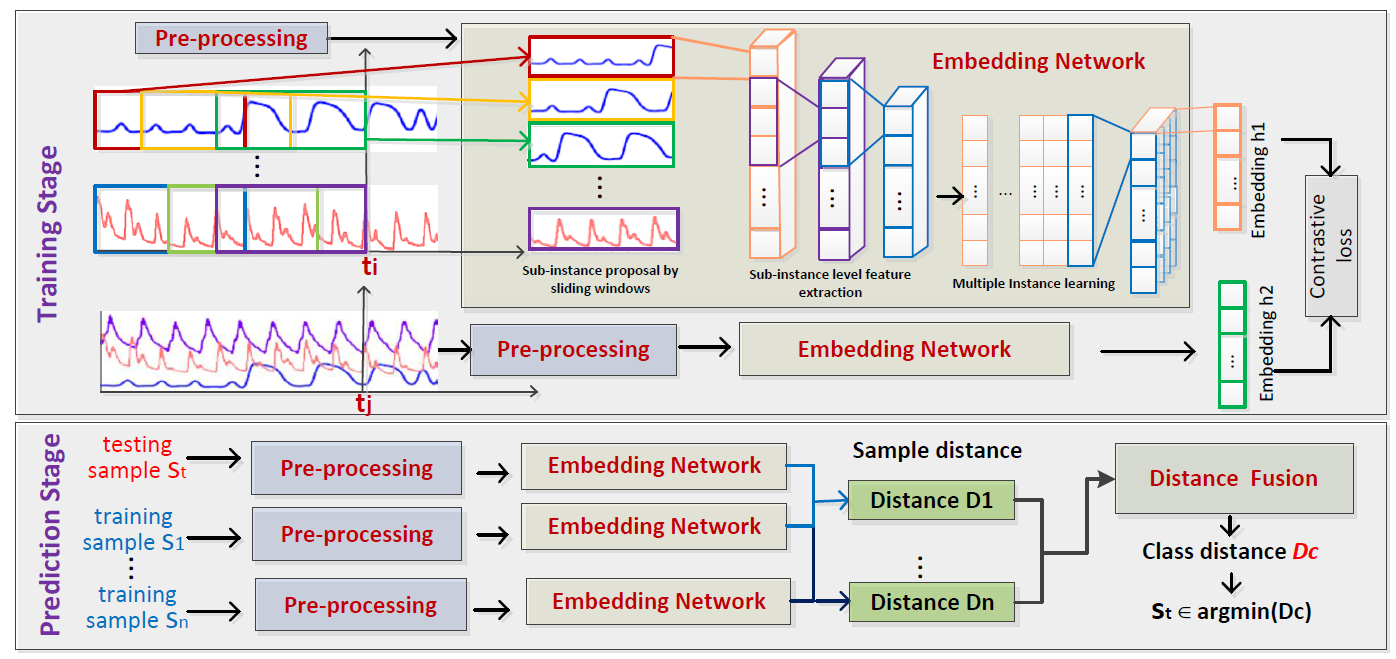 Training Stage
Pre-processing
Embedding Network
...
...
ti
Sub-instance proposal by
sliding windows
...
...
...
Sub-instance level feature
extraction
...
...
...
...
...
...
Multiple Instance learning
...
Embedding h1
Contrastive
loss
tj
Pre-processing
Embedding Network
...
Embedding h2
Prediction Stage
testing
sample St
Pre-processing
Embedding Network
training
sample S1
Pre-processing
Embedding Network
...
training
sample Sn
Pre-processing
Embedding Network
Sample distance
Distance D1
...
Distance Dn
Distance Fusion
Class distance Dc
St ∈ argmin(Dc)